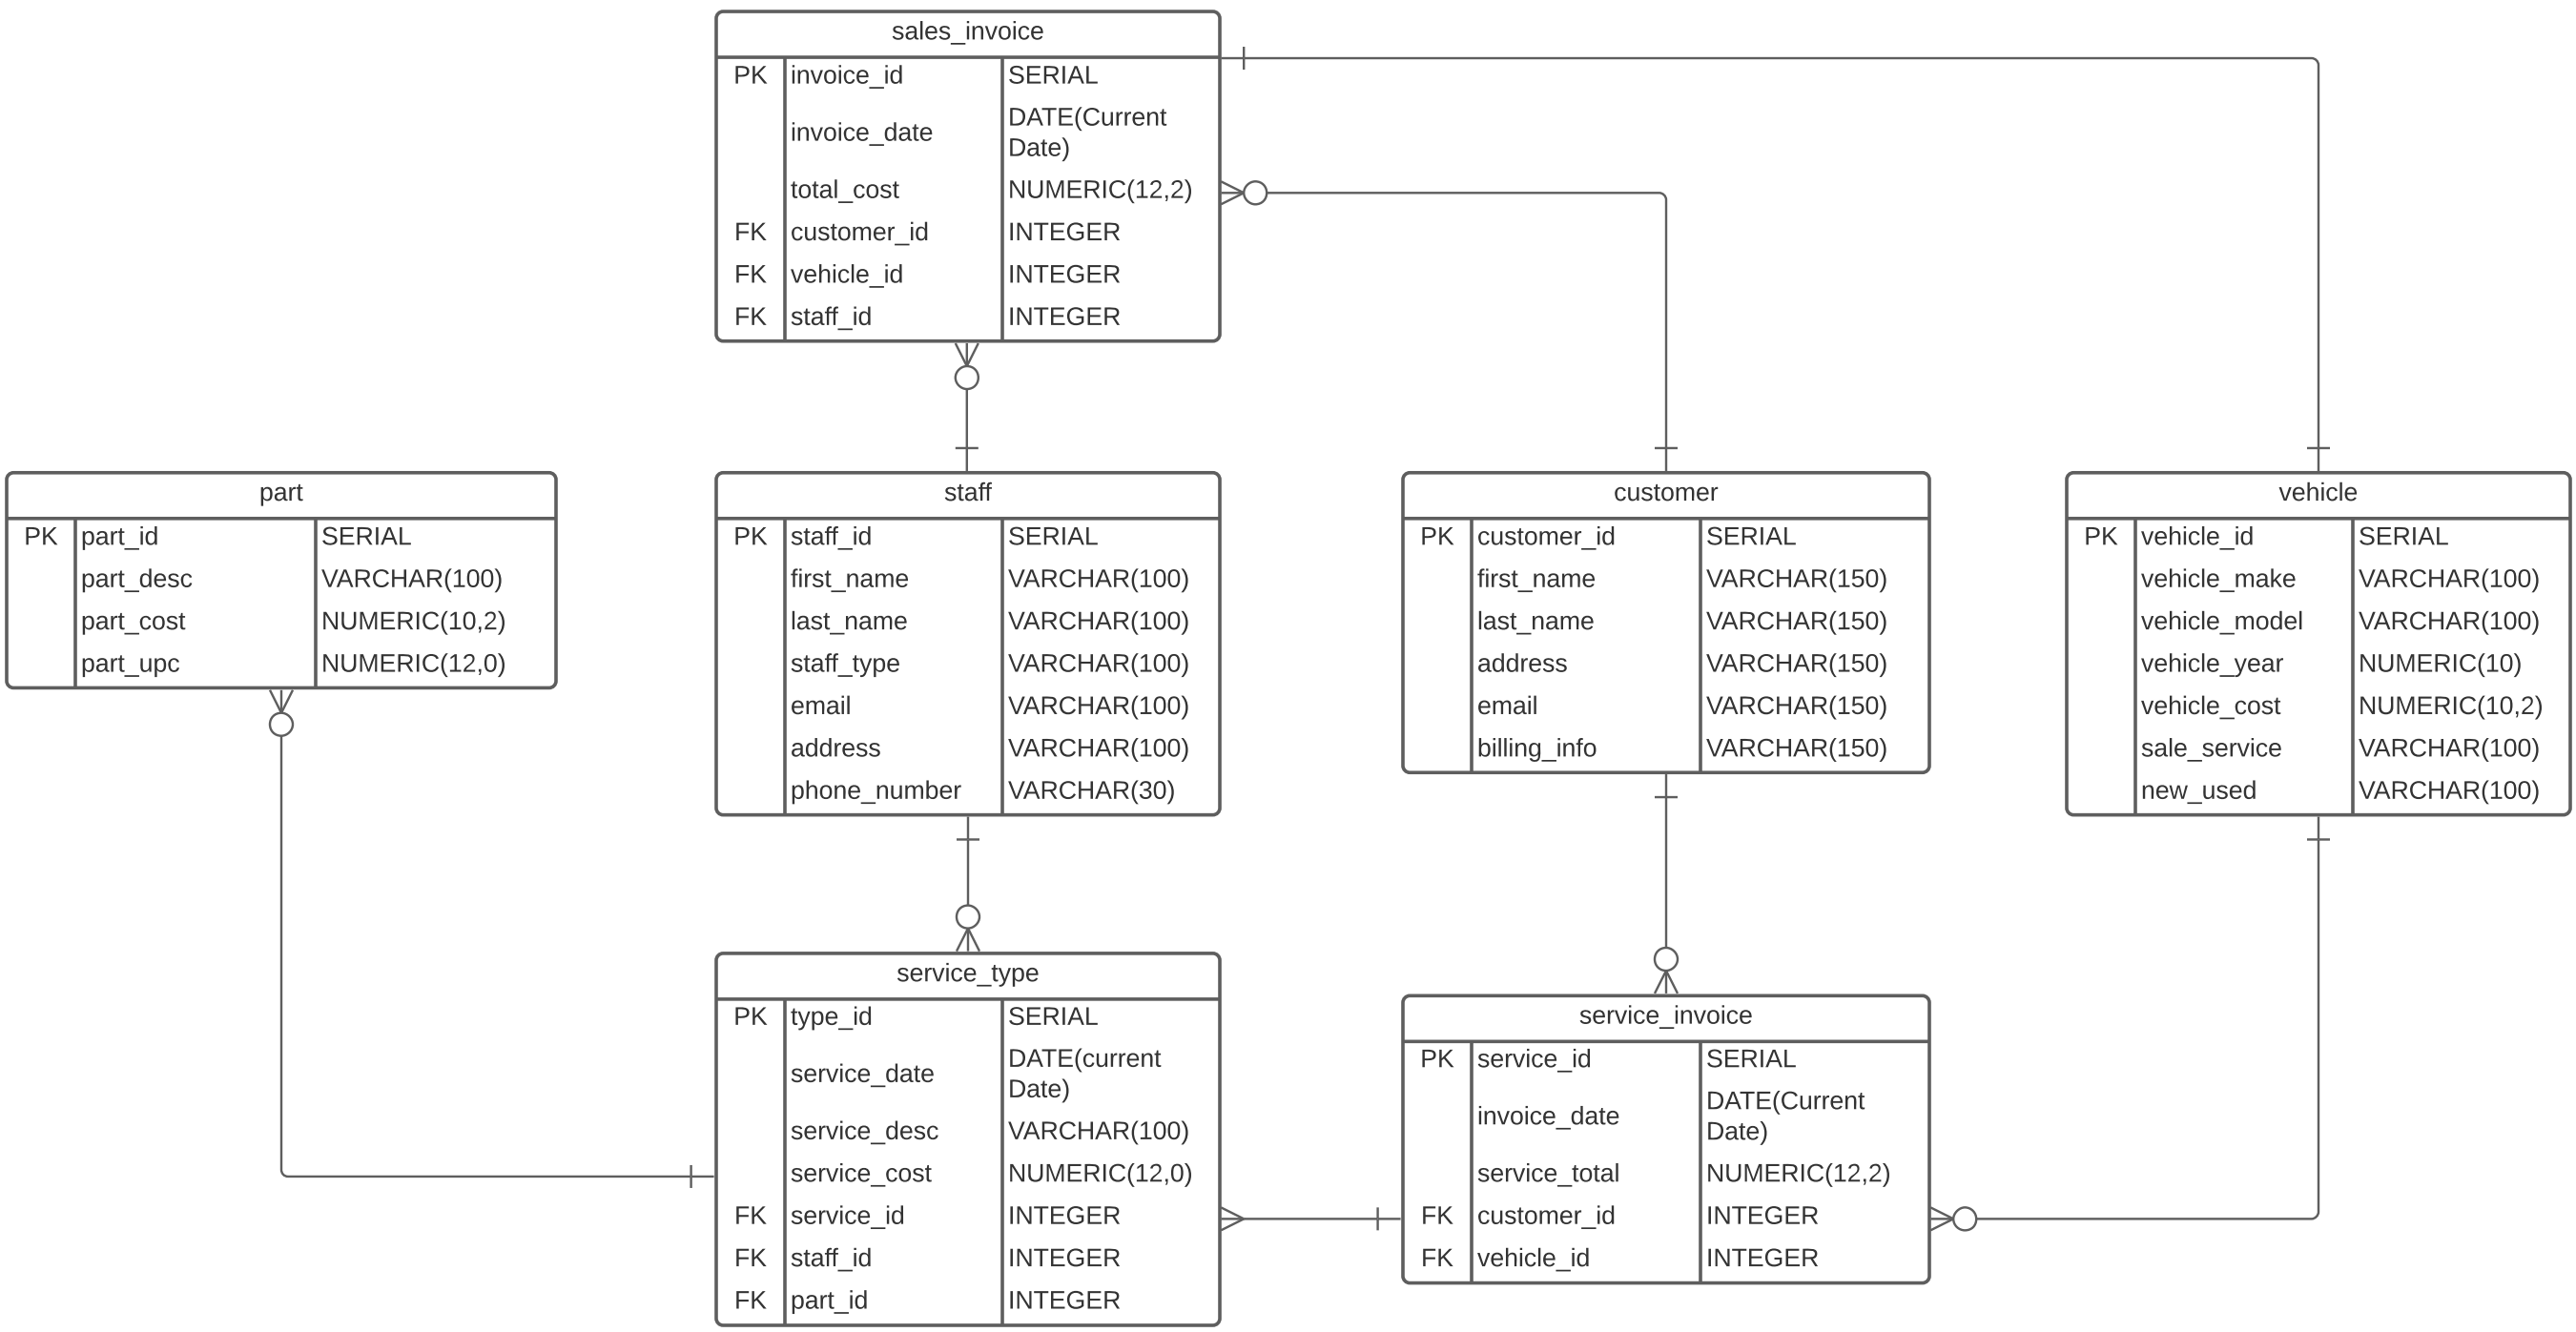 sales_invoice
PK invoice_id SERIAL
invoice_date DATE(Current
Date)
total_cost NUMERIC(12,2)
FK customer_id INTEGER
FK vehicle_id INTEGER
FK staff_id INTEGER
part
PK part_id SERIAL
part_desc VARCHAR(100)
part_cost NUMERIC(10,2)
part_upc NUMERIC(12,0)
staff
PK staff_id SERIAL
first_name VARCHAR(100)
last_name VARCHAR(100)
staff_type VARCHAR(100)
email VARCHAR(100)
address VARCHAR(100)
phone_number VARCHAR(30)
customer
PK customer_id SERIAL
first_name VARCHAR(150)
last_name VARCHAR(150)
address VARCHAR(150)
email VARCHAR(150)
billing_info VARCHAR(150)
vehicle
PK vehicle_id SERIAL
vehicle_make VARCHAR(100)
vehicle_model VARCHAR(100)
vehicle_year NUMERIC(10)
vehicle_cost NUMERIC(10,2)
sale_service VARCHAR(100)
new_used VARCHAR(100)
service_type
PK type_id SERIAL
service_date DATE(current
Date)
service_desc VARCHAR(100)
service_cost NUMERIC(12,0)
FK service_id INTEGER
FK staff_id INTEGER
FK part_id INTEGER
service_invoice
PK service_id SERIAL
invoice_date DATE(Current
Date)
service_total NUMERIC(12,2)
FK customer_id INTEGER
FK vehicle_id INTEGER